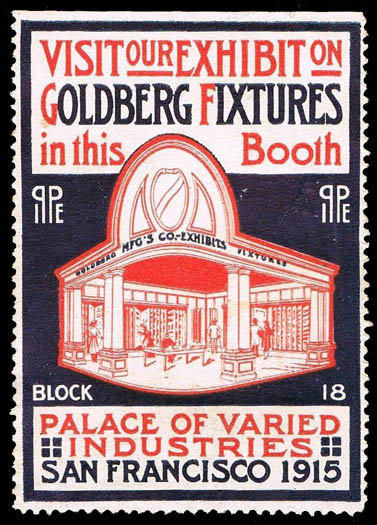 VISIT OUR EXHIBIT ON
GOLDBERG FIXTURES
in this Booth
PPIE PPIE
GOLDBERG MFG'S CO.-EXHIBITS FIXTURES
BLOCK 18
PALACE OF VARIED
INDUSTRIES
SAN FRANCISCO 1915